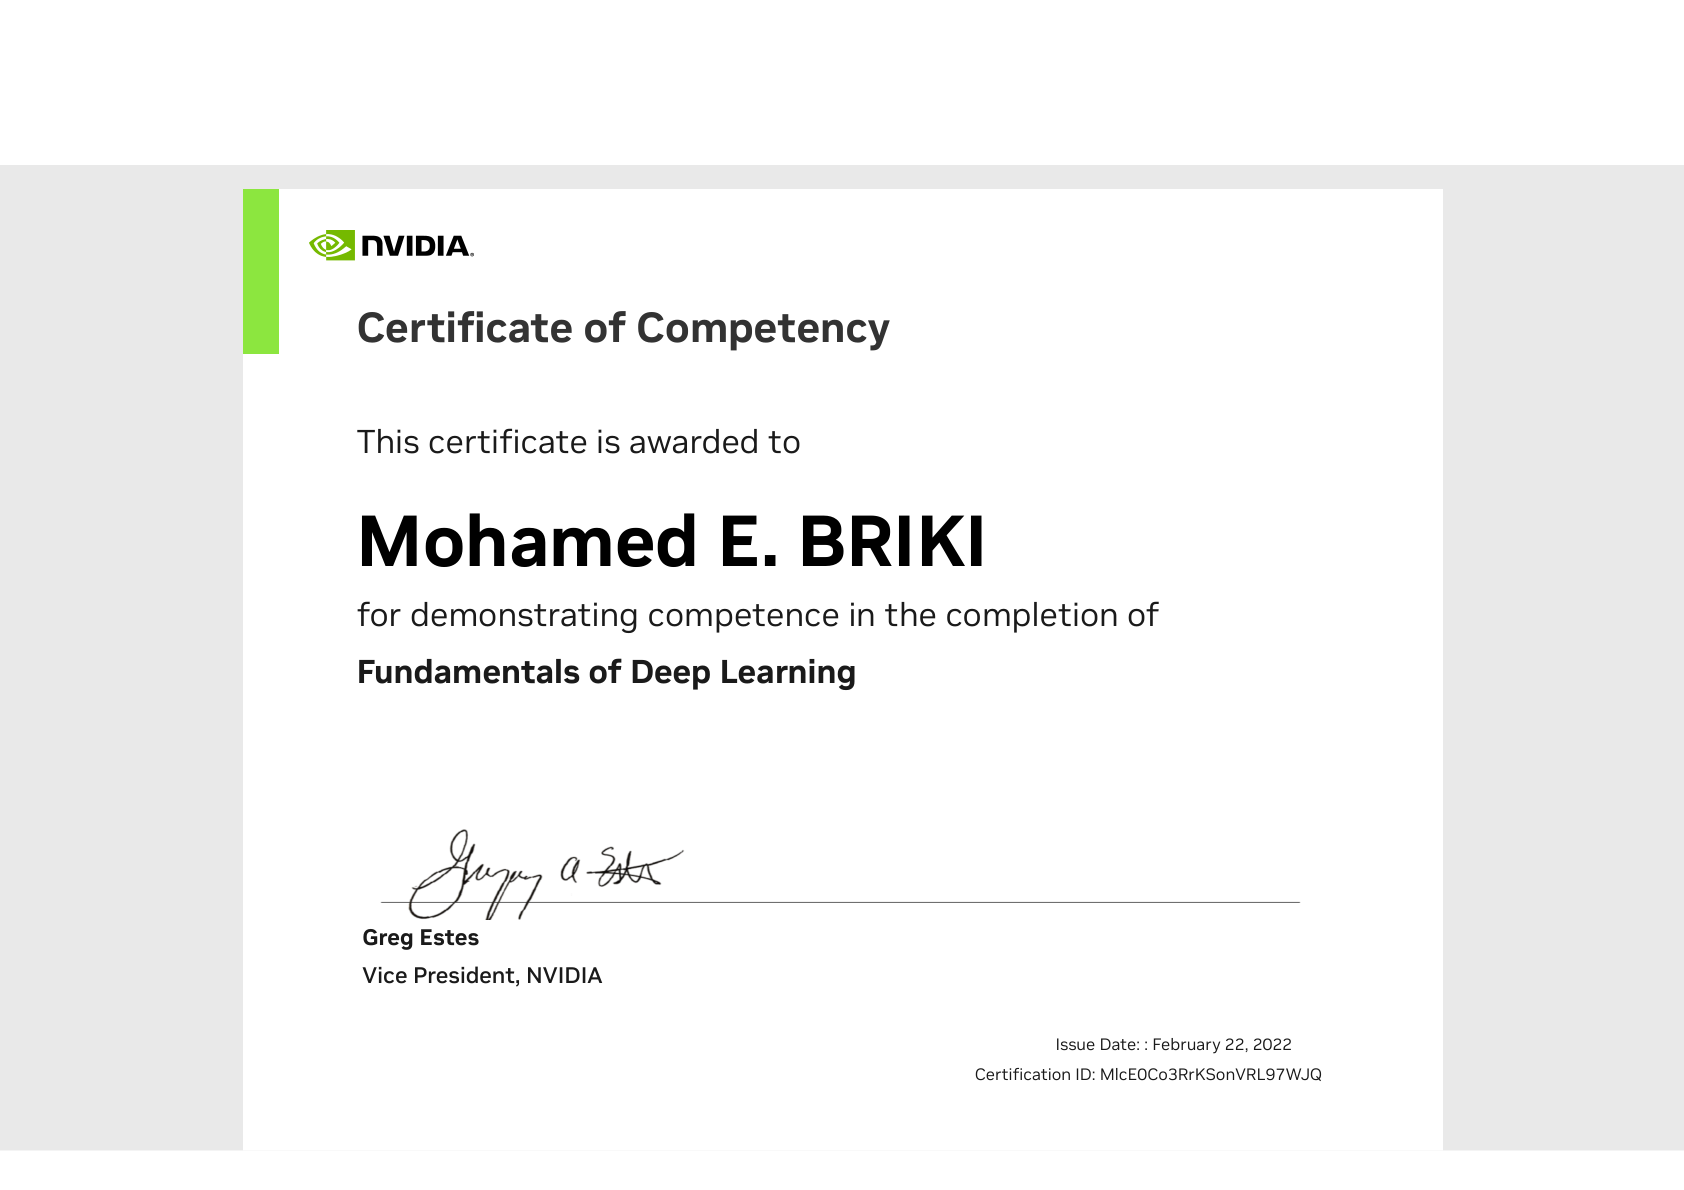 NVIDIA.
Certificate of Competency
This certificate is awarded to
Mohamed E. BRIKI
for demonstrating competence in the completion of
Fundamentals of Deep Learning
Gregory A Estes
Greg Estes
Vice President, NVIDIA
Issue Date: : February 22, 2022
Certification ID: MlcE0Co3RrKSonVRL97WJQ